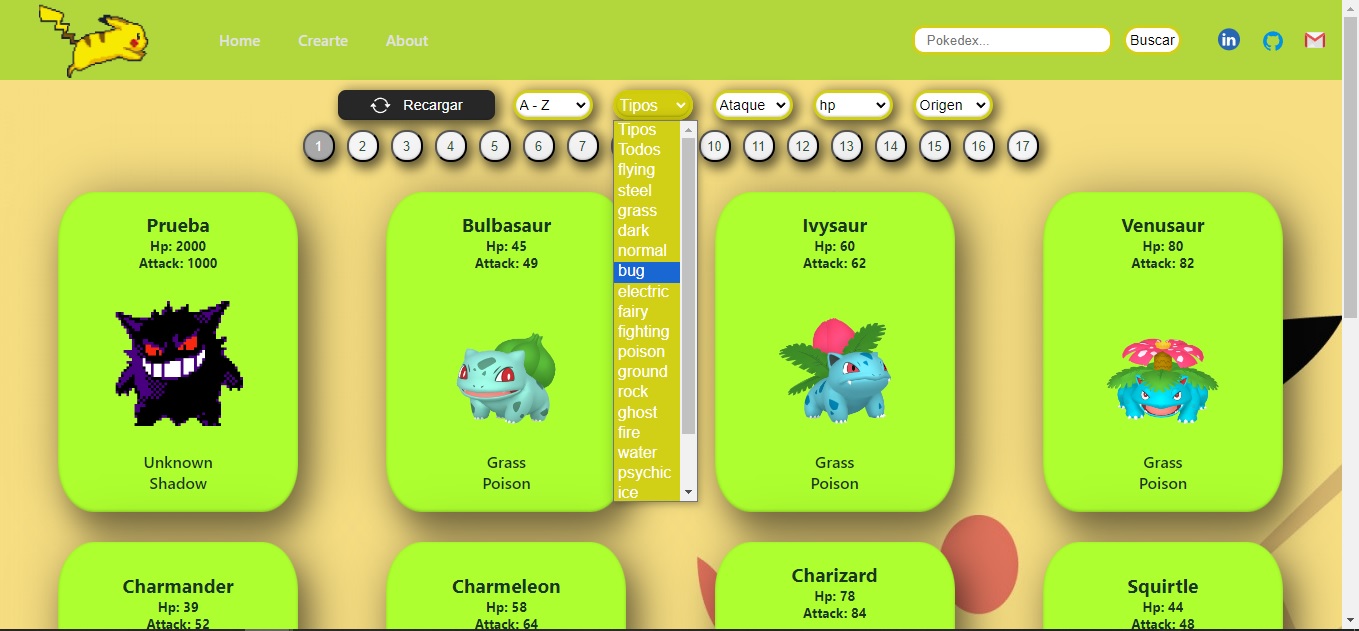 Home Crearte About Pokedex... Buscar in
Recargar A - Z Tipos Ataque hp Origen
1 2 3 4 5 6 7 10 11 12 13 14 15 16 17
Tipos
Todos
flying
steel
grass
dark
normal
bug
electric
fairy
fighting
poison
ground
rock
ghost
fire
water
psychic
ice
Prueba
Hp: 2000
Attack: 1000
Unknown
Shadow
Bulbasaur
Hp: 45
Attack: 49
Grass
Poison
Ivysaur
Hp: 60
Attack: 62
Grass
Poison
Venusaur
Hp: 80
Attack: 82
Grass
Poison
Charmander
Hp: 39
Attack: 52
Charmeleon
Hp: 58
Attack: 64
Charizard
Hp: 78
Attack: 84
Squirtle
Hp: 44
Attack: 48